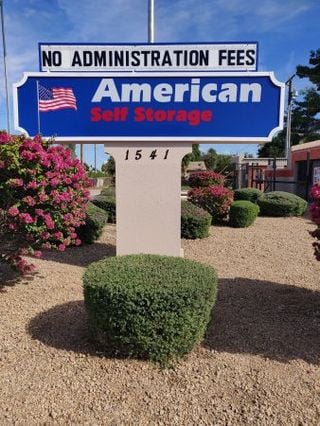 NO ADMINISTRATION FEES
American
Self Storage
1541